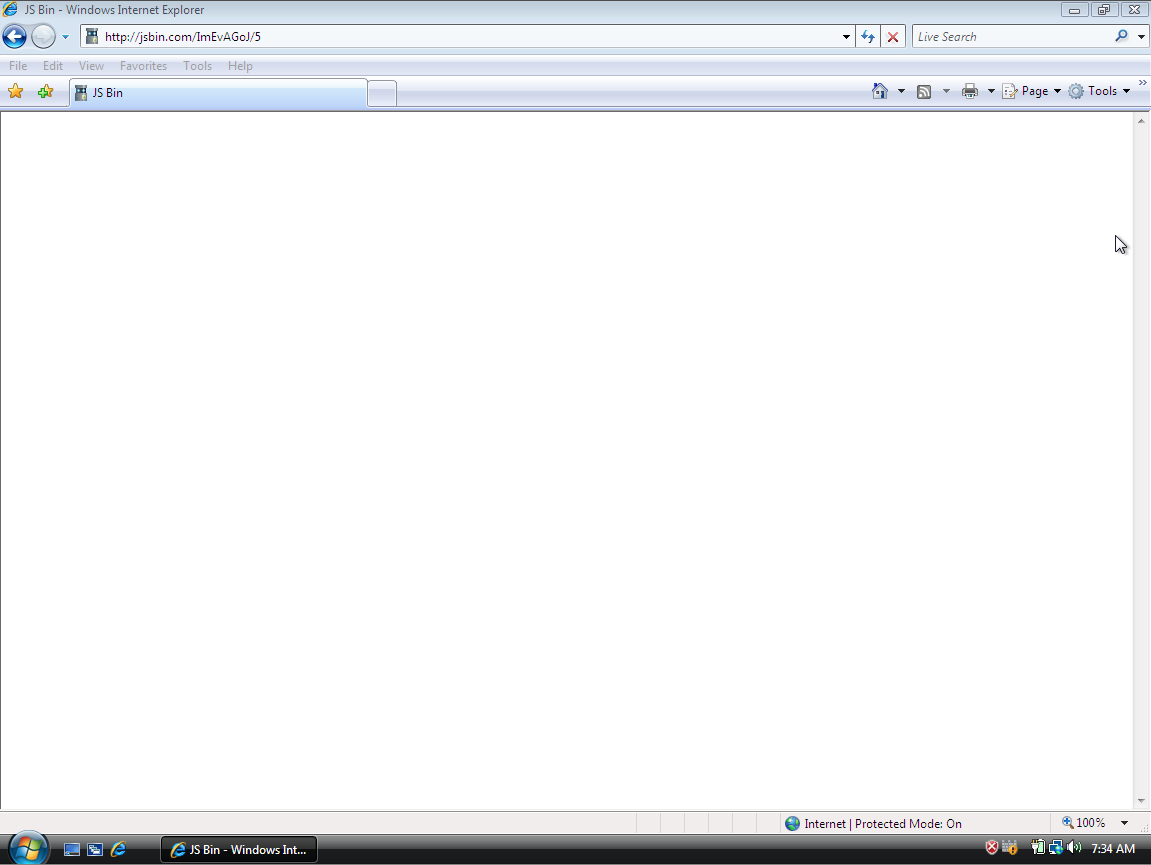 JS Bin - Windows Internet Explorer
http://jsbin.com/ImEvAGoJ/5
Live Search
File Edit View Favorites Tools Help
JS Bin
Page Tools
Internet | Protected Mode: On
100%
JS Bin - Windows Int...
7:34 AM